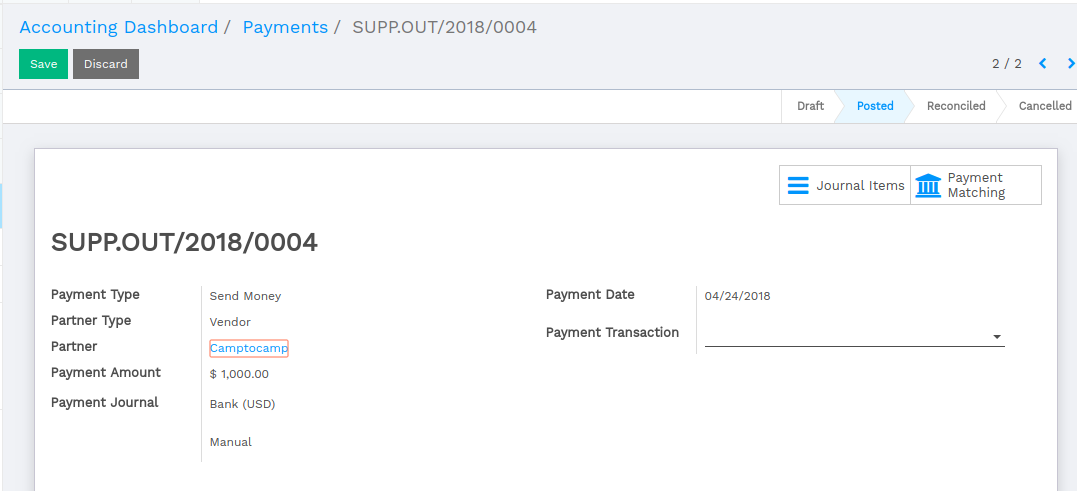 Accounting Dashboard / Payments / SUPP.OUT/2018/0004
Save Discard 2 / 2
Draft Posted Reconciled Cancelled
Journal Items Payment Matching
SUPP.OUT/2018/0004
Payment Type Send Money
Partner Type Vendor
Partner Camptocamp
Payment Amount $ 1,000.00
Payment Journal Bank (USD)
Manual
Payment Date 04/24/2018
Payment Transaction